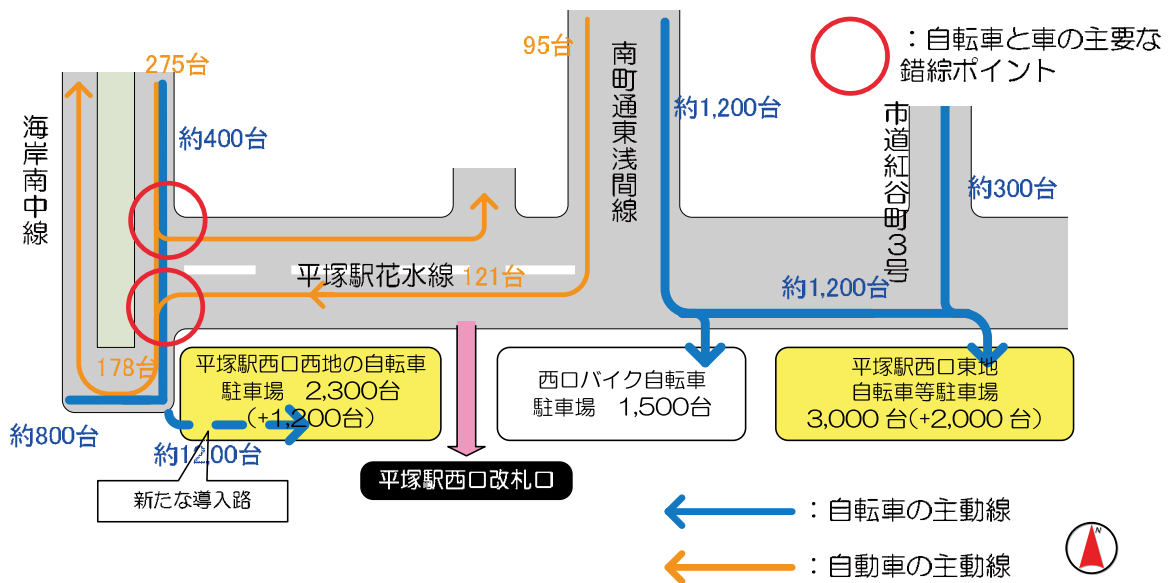 ：自転車と車の主要な
錯綜ポイント
275台
95台
約400台
約1,200台
約300台
海岸南中線
南町通東浅間線
市道紅谷町３号
平塚駅花水線
121台
約1,200台
178台
平塚駅西口西地の自転車
駐車場　2,300台
(+1,200台)
西口バイク自転車
駐車場　1,500台
平塚駅西口東地
自転車等駐車場
3,000 台(+2,000 台)
約800台
約1200台
新たな導入路
平塚駅西口改札口
：自転車の主動線
：自動車の主動線
N